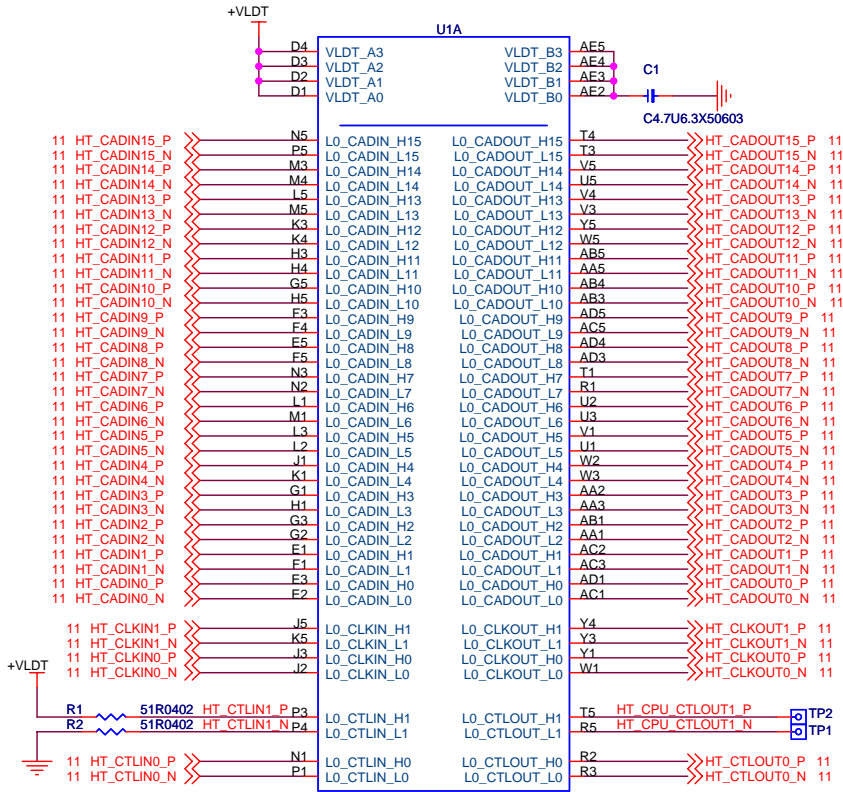 +VLDT
U1A
D4 VLDT_A3 VLDT_B3 AE5
D3 VLDT_A2 VLDT_B2 AE4
D2 VLDT_A1 VLDT_B1 AE3
D1 VLDT_A0 VLDT_B0 AE2
C1
C4.7U6.3X50603
11 HT_CADIN15_P N5 L0_CADIN_H15 L0_CADOUT_H15 T4 HT_CADOUT15_P 11
11 HT_CADIN15_N P5 L0_CADIN_L15 L0_CADOUT_L15 T3 HT_CADOUT15_N 11
11 HT_CADIN14_P M3 L0_CADIN_H14 L0_CADOUT_H14 V5 HT_CADOUT14_P 11
11 HT_CADIN14_N M4 L0_CADIN_L14 L0_CADOUT_L14 U5 HT_CADOUT14_N 11
11 HT_CADIN13_P L5 L0_CADIN_H13 L0_CADOUT_H13 V4 HT_CADOUT13_P 11
11 HT_CADIN13_N M5 L0_CADIN_L13 L0_CADOUT_L13 V3 HT_CADOUT13_N 11
11 HT_CADIN12_P K3 L0_CADIN_H12 L0_CADOUT_H12 Y5 HT_CADOUT12_P 11
11 HT_CADIN12_N K4 L0_CADIN_L12 L0_CADOUT_L12 W5 HT_CADOUT12_N 11
11 HT_CADIN11_P H3 L0_CADIN_H11 L0_CADOUT_H11 AB5 HT_CADOUT11_P 11
11 HT_CADIN11_N H4 L0_CADIN_L11 L0_CADOUT_L11 AA5 HT_CADOUT11_N 11
11 HT_CADIN10_P G5 L0_CADIN_H10 L0_CADOUT_H10 AB4 HT_CADOUT10_P 11
11 HT_CADIN10_N H5 L0_CADIN_L10 L0_CADOUT_L10 AB3 HT_CADOUT10_N 11
11 HT_CADIN9_P F3 L0_CADIN_H9 L0_CADOUT_H9 AD5 HT_CADOUT9_P 11
11 HT_CADIN9_N F4 L0_CADIN_L9 L0_CADOUT_L9 AC5 HT_CADOUT9_N 11
11 HT_CADIN8_P E5 L0_CADIN_H8 L0_CADOUT_H8 AD4 HT_CADOUT8_P 11
11 HT_CADIN8_N F5 L0_CADIN_L8 L0_CADOUT_L8 AD3 HT_CADOUT8_N 11
11 HT_CADIN7_P N3 L0_CADIN_H7 L0_CADOUT_H7 T1 HT_CADOUT7_P 11
11 HT_CADIN7_N N2 L0_CADIN_L7 L0_CADOUT_L7 R1 HT_CADOUT7_N 11
11 HT_CADIN6_P L1 L0_CADIN_H6 L0_CADOUT_H6 U2 HT_CADOUT6_P 11
11 HT_CADIN6_N M1 L0_CADIN_L6 L0_CADOUT_L6 U3 HT_CADOUT6_N 11
11 HT_CADIN5_P L3 L0_CADIN_H5 L0_CADOUT_H5 V1 HT_CADOUT5_P 11
11 HT_CADIN5_N L2 L0_CADIN_L5 L0_CADOUT_L5 U1 HT_CADOUT5_N 11
11 HT_CADIN4_P J1 L0_CADIN_H4 L0_CADOUT_H4 W2 HT_CADOUT4_P 11
11 HT_CADIN4_N K1 L0_CADIN_L4 L0_CADOUT_L4 W3 HT_CADOUT4_N 11
11 HT_CADIN3_P G1 L0_CADIN_H3 L0_CADOUT_H3 AA2 HT_CADOUT3_P 11
11 HT_CADIN3_N H1 L0_CADIN_L3 L0_CADOUT_L3 AA3 HT_CADOUT3_N 11
11 HT_CADIN2_P G3 L0_CADIN_H2 L0_CADOUT_H2 AB1 HT_CADOUT2_P 11
11 HT_CADIN2_N G2 L0_CADIN_L2 L0_CADOUT_L2 AA1 HT_CADOUT2_N 11
11 HT_CADIN1_P E1 L0_CADIN_H1 L0_CADOUT_H1 AC2 HT_CADOUT1_P 11
11 HT_CADIN1_N F1 L0_CADIN_L1 L0_CADOUT_L1 AC3 HT_CADOUT1_N 11
11 HT_CADIN0_P E3 L0_CADIN_H0 L0_CADOUT_H0 AD1 HT_CADOUT0_P 11
11 HT_CADIN0_N E2 L0_CADIN_L0 L0_CADOUT_L0 AC1 HT_CADOUT0_N 11
11 HT_CLKIN1_P J5 L0_CLKIN_H1 L0_CLKOUT_H1 Y4 HT_CLKOUT1_P 11
11 HT_CLKIN1_N K5 L0_CLKIN_L1 L0_CLKOUT_L1 Y3 HT_CLKOUT1_N 11
11 HT_CLKIN0_P J3 L0_CLKIN_H0 L0_CLKOUT_H0 Y1 HT_CLKOUT0_P 11
11 HT_CLKIN0_N J2 L0_CLKIN_L0 L0_CLKOUT_L0 W1 HT_CLKOUT0_N 11
+VLDT
R1 51R0402 HT_CTLIN1_P P3 L0_CTLIN_H1 L0_CTLOUT_H1 T5 HT_CPU_CTLOUT1_P TP2
R2 51R0402 HT_CTLIN1_N P4 L0_CTLIN_L1 L0_CTLOUT_L1 R5 HT_CPU_CTLOUT1_N TP1
11 HT_CTLIN0_P N1 L0_CTLIN_H0 L0_CTLOUT_H0 R2 HT_CTLOUT0_P 11
11 HT_CTLIN0_N P1 L0_CTLIN_L0 L0_CTLOUT_L0 R3 HT_CTLOUT0_N 11